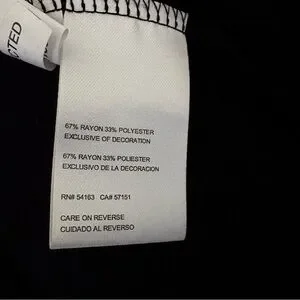 67% RAYON 33% POLYESTER
EXCLUSIVE OF DECORATION
67% RAYON 33% POLIESTER
EXCLUSIVO DE LA DECORACION
RN# 54163 CA# 57151
CARE ON REVERSE
CUIDADO AL REVERSO